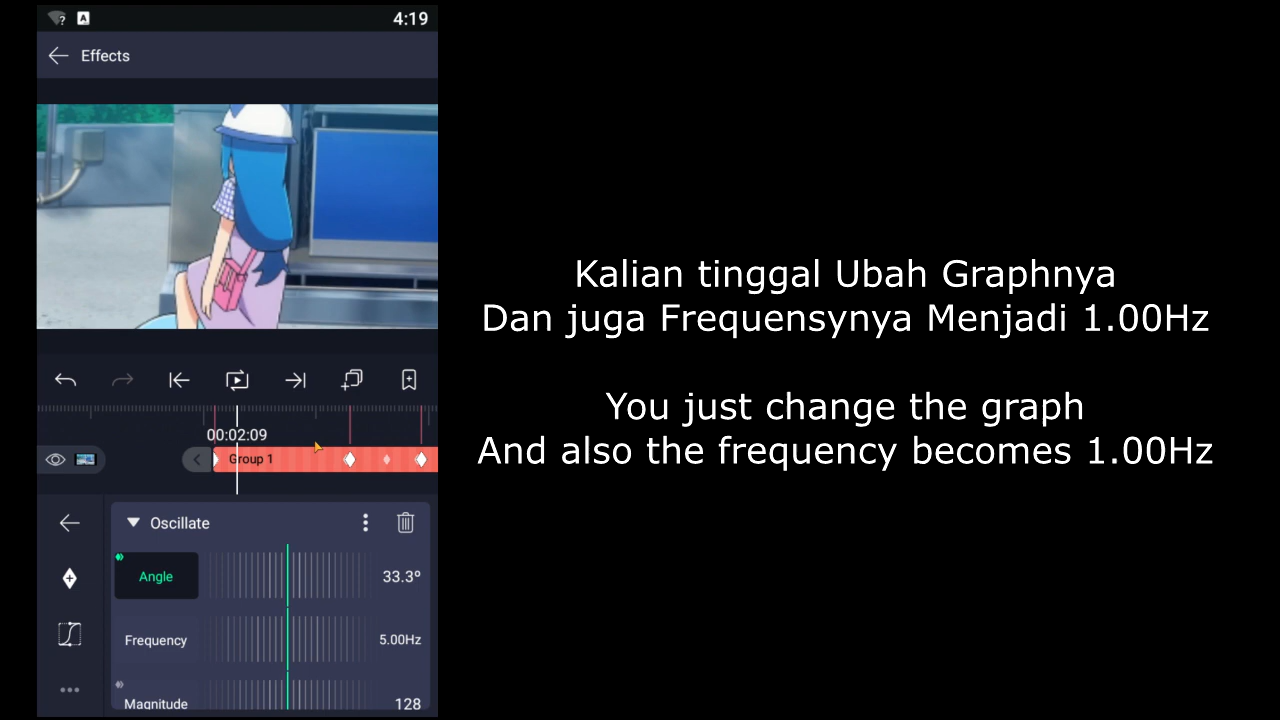 4:19
Effects
00:02:09
Group 1
Oscillate
Angle
33.3º
Frequency
5.00Hz
Magnitude
128
Kalian tinggal Ubah Graphnya
Dan juga Frequensynya Menjadi 1.00Hz
You just change the graph
And also the frequency becomes 1.00Hz